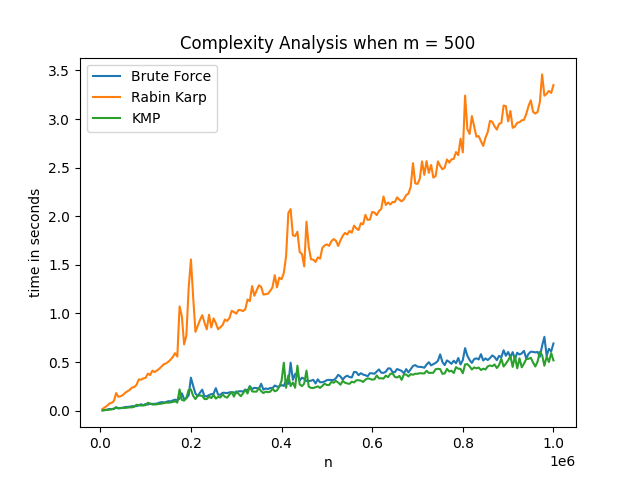 Complexity Analysis when m = 500
Brute Force
Rabin Karp
KMP
time in seconds
3.5
3.0
2.5
2.0
1.5
1.0
0.5
0.0
0.0 0.2 0.4 0.6 0.8 1.0
1e6
n